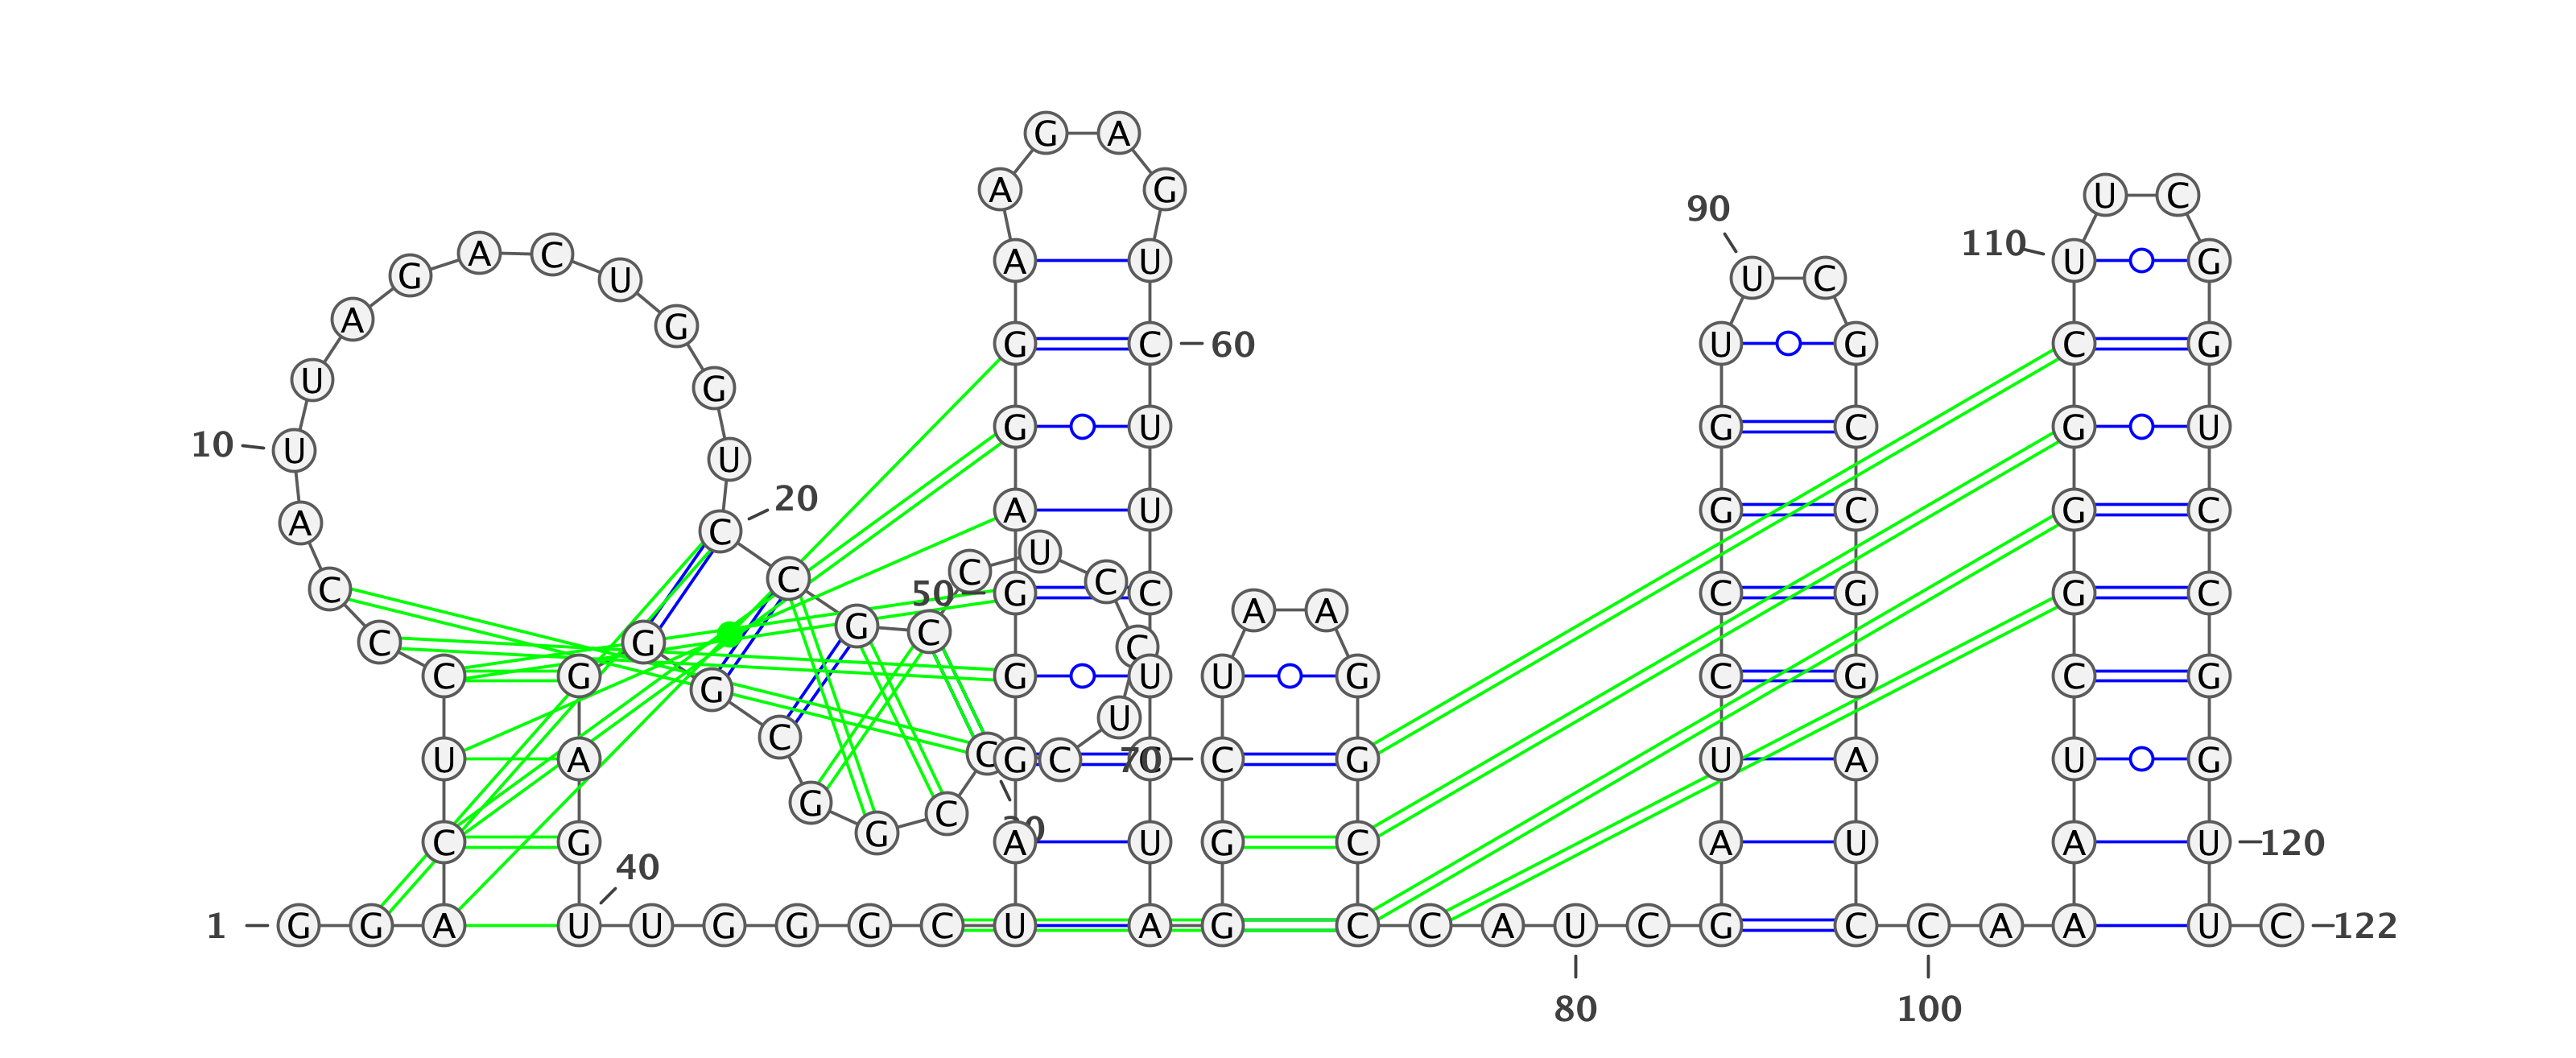 G A
A G U C
90
A C
110 A U U G
G U U C
A G
G C 60 U G C G
U G
10 U G U G C G U
U
20
A U G C G C
A C
U
C C C
C 50 G C C G G C
A A
G C
C G C
C G G U U G C G C G
G
U
C
U A C G C C 70 C G U A U G
G C
G 30
C G A U G C A U A U 120
40
1 G G A U U G G G C U A G C C A U C G C C A A U C 122
80 100